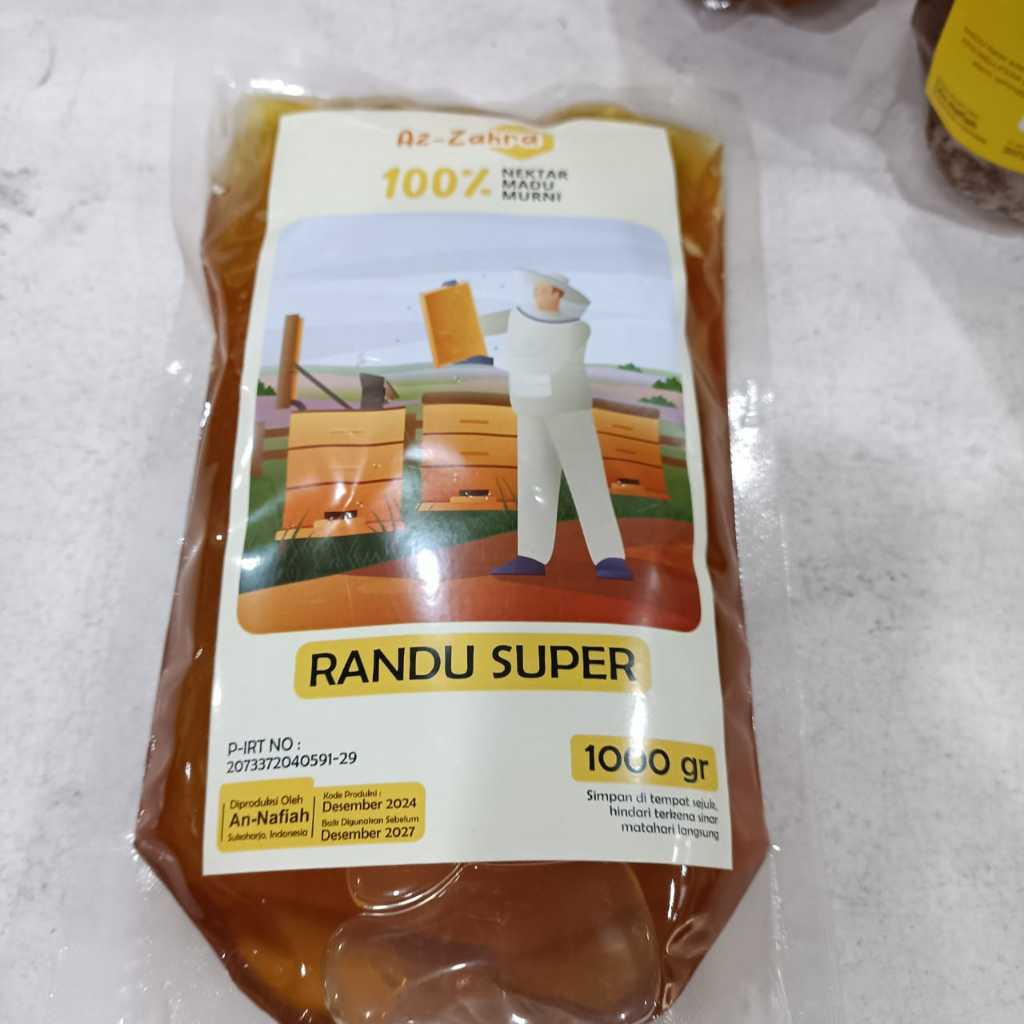 Az-Zahra
100% NEKTAR
MADU
MURNI
RANDU SUPER
P-IRT NO :
2073372040591-29
1000 gr
Simpan di tempat sejuk,
hindari terkena sinar
matahari langsung
Diproduksi Oleh
An-Nafiah
Sukoharjo, Indonesia
Kode Produksi :
Desember 2024
Baik Digunakan Sebelum
Desember 2027